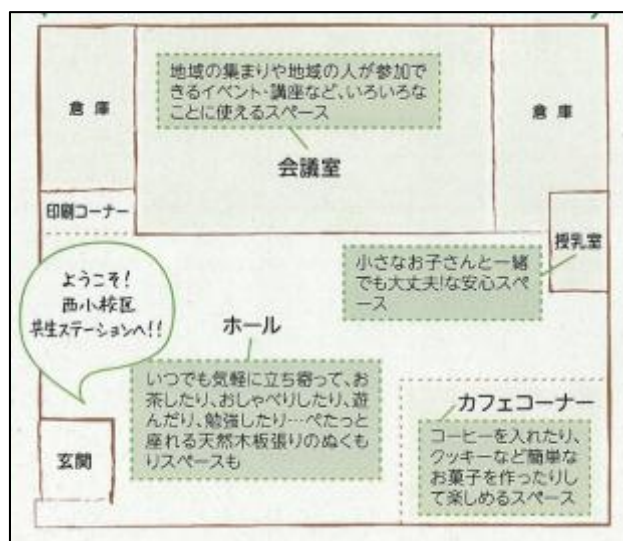 地域の集まりや地域の人が参加で
きるイベント・講座など、いろいろな
ことに使えるスペース
倉庫
倉庫
会議室
印刷コーナー
授乳室
小さなお子さんと一緒
でも大丈夫!な安心スペ
ース
ようこそ!
西小校区
共生ステーションへ!!
ホール
いつでも気軽に立ち寄って、お
茶したり、おしゃべりしたり、遊
んだり、勉強したり…ぺたっと
座れる天然木板張りのぬくも
りスペースも
カフェコーナー
コーヒーを入れたり、
クッキーなど簡単な
お菓子を作ったりし
て楽しめるスペース
玄関